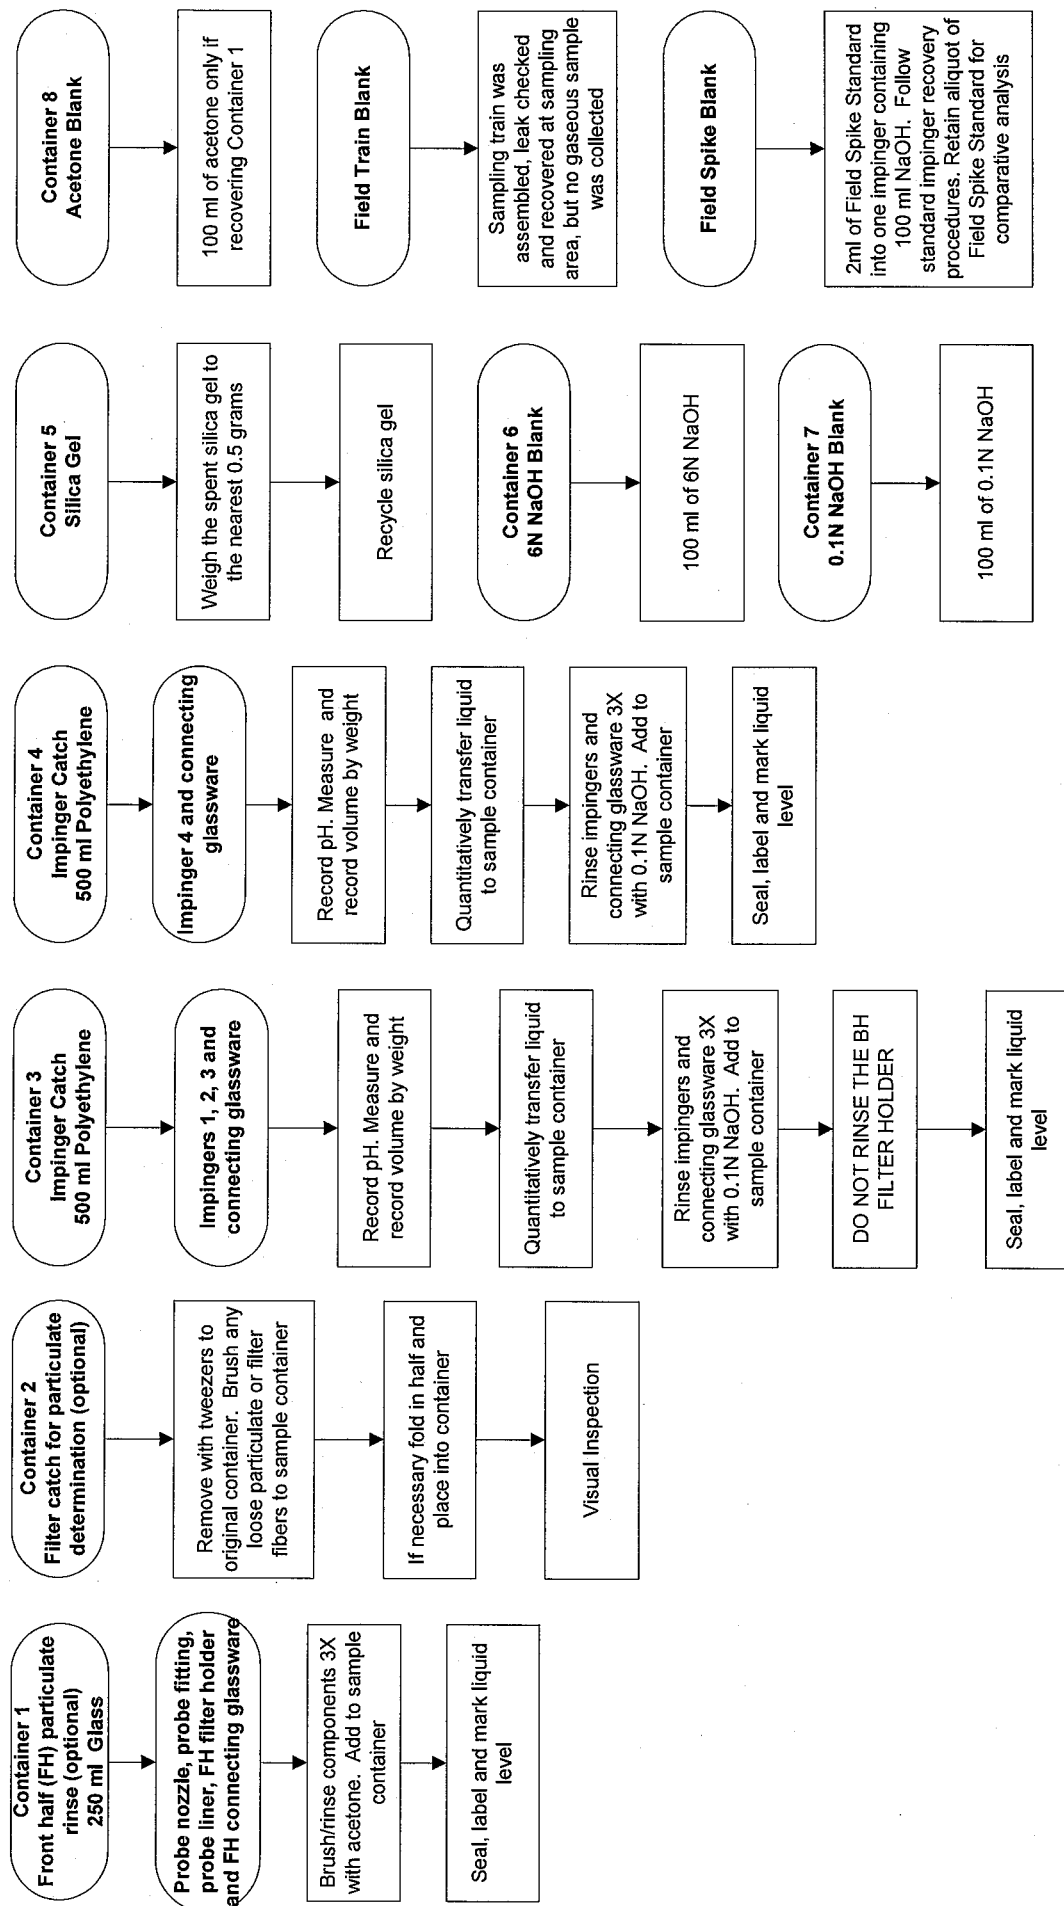 Container 1
Front half (FH) particulate
rinse (optional)
250 ml Glass
Probe nozzle, probe fitting,
probe liner, FH filter holder
and FH connecting glassware
Brush/rinse components 3X
with acetone. Add to sample
container
Seal, label and mark liquid
level
Container 2
Filter catch for particulate
determination (optional)
Remove with tweezers to
original container. Brush any
loose particulate or filter
fibers to sample container
If necessary fold in half and
place into container
Visual Inspection
Container 3
Impinger Catch
500 ml Polyethylene
Impingers 1, 2, 3 and
connecting glassware
Record pH. Measure and
record volume by weight
Quantitatively transfer liquid
to sample container
Rinse impingers and
connecting glassware 3X
with 0.1N NaOH. Add to
sample container
DO NOT RINSE THE BH
FILTER HOLDER
Seal, label and mark liquid
level
Container 4
Impinger Catch
500 ml Polyethylene
Impinger 4 and connecting
glassware
Record pH. Measure and
record volume by weight
Quantitatively transfer liquid
to sample container
Rinse impingers and
connecting glassware 3X
with 0.1N NaOH. Add to
sample container
Seal, label and mark liquid
level
Container 5
Silica Gel
Weigh the spent silica gel to
the nearest 0.5 grams
Recycle silica gel
Container 6
6N NaOH Blank
100 ml of 6N NaOH
Container 7
0.1N NaOH Blank
100 ml of 0.1N NaOH
Container 8
Acetone Blank
100 ml of acetone only if
recovering Container 1
Field Train Blank
Sampling train was
assembled, leak checked
and recovered at sampling
area, but no gaseous sample
was collected
Field Spike Blank
2ml of Field Spike Standard
into one impinger containing
100 ml NaOH. Follow
standard impinger recovery
procedures. Retain aliquot of
Field Spike Standard for
comparative analysis